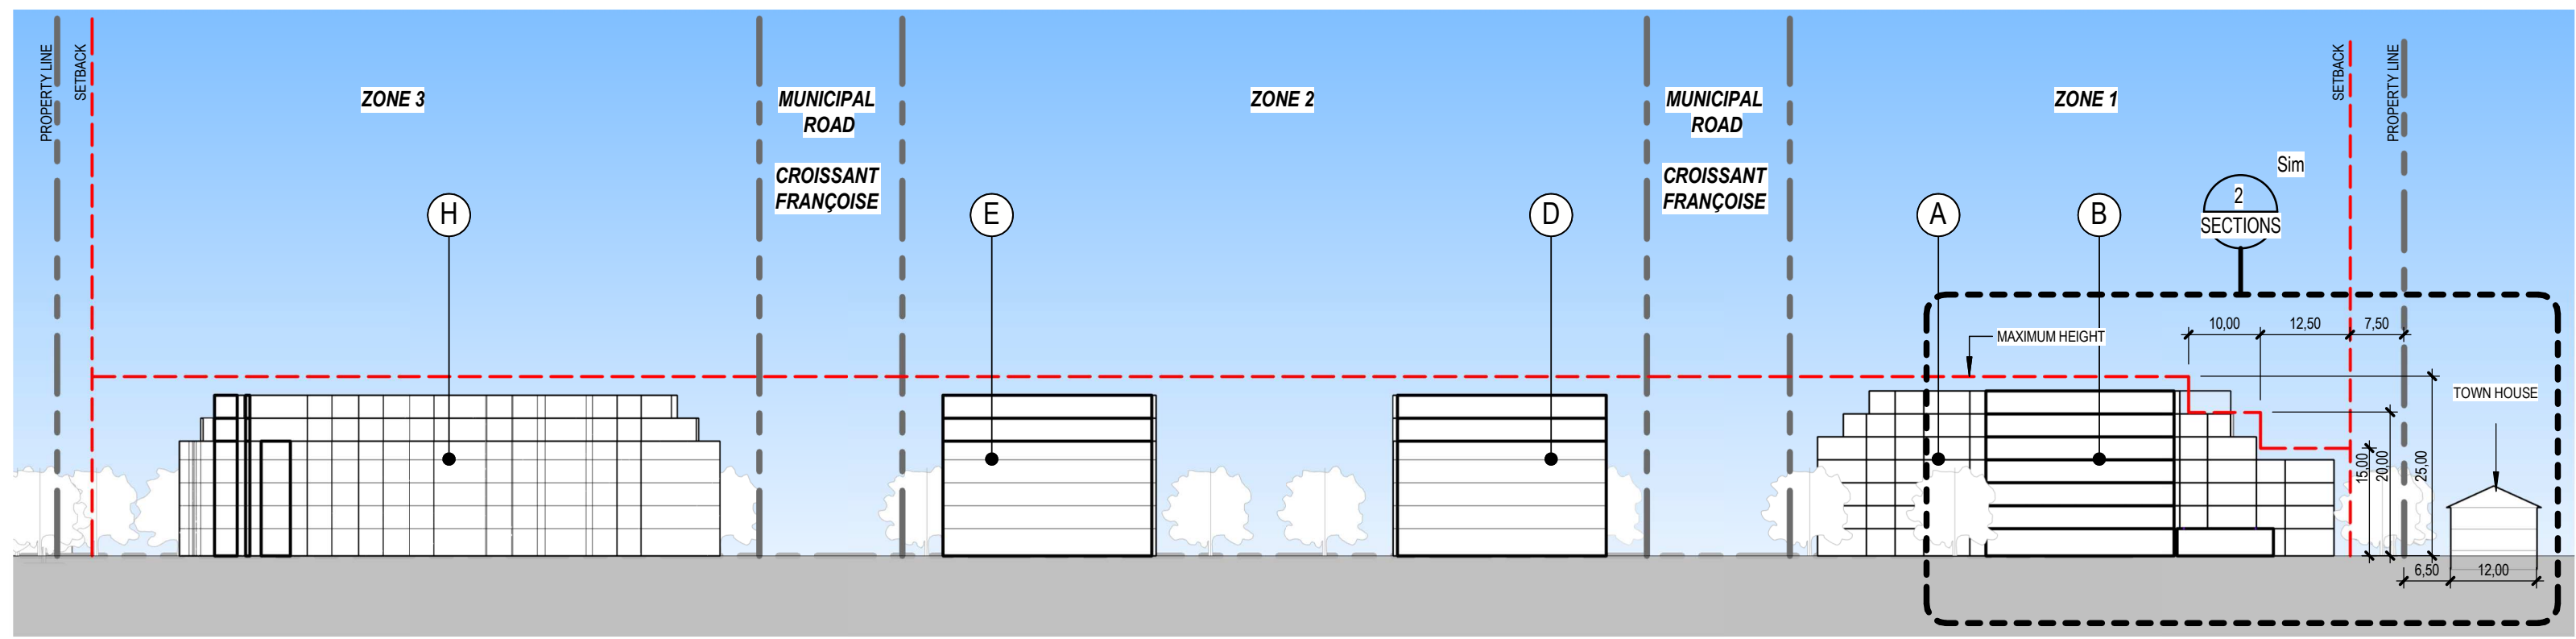 PROPERTY LINE
SETBACK
ZONE 3
MUNICIPAL
ROAD
CROISSANT
FRANÇOISE
ZONE 2
MUNICIPAL
ROAD
CROISSANT
FRANÇOISE
ZONE 1
SETBACK
PROPERTY LINE
Sim
2
SECTIONS
H
E
D
A
B
MAXIMUM HEIGHT
10,00
12,50
7,50
TOWN HOUSE
15,00
20,00
25,00
6,50
12,00